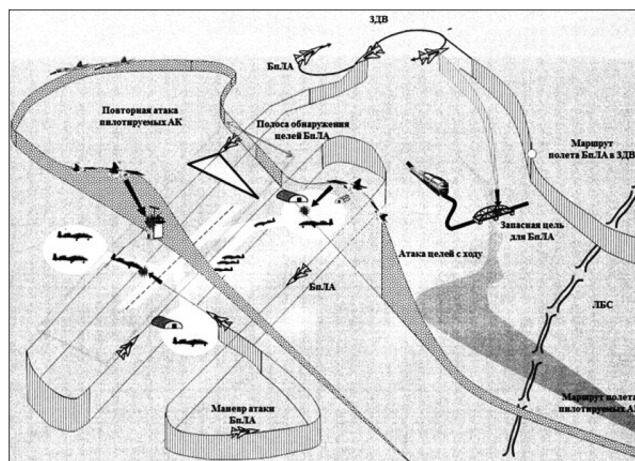 ЗДВ
БпЛА
Повторная атака
пилотируемых АК
Полоса обнаружения
целей БпЛА
Маршрут
полета БпЛА в ЗДВ
Запасная цель
для БпЛА
Атака целей с ходу
БпЛА
ЛБС
Маневр атаки
БпЛА
Маршрут полета
пилотируемых А